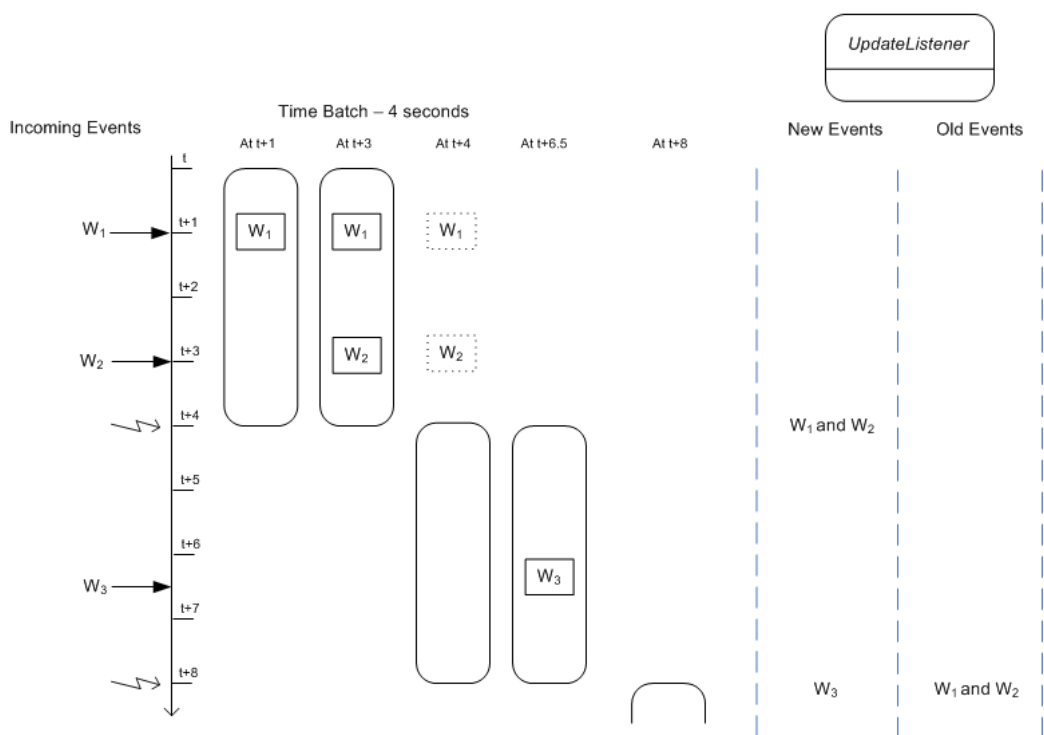 UpdateListener
Time Batch – 4 seconds
Incoming Events
New Events
Old Events
At t+1
At t+3
At t+4
At t+6.5
At t+8
t
W₁
t+1
W₁
W₁
W₁
t+2
W₂
t+3
W₂
W₂
t+4
W₁ and W₂
t+5
t+6
W₃
W₃
t+7
t+8
W₃
W₁ and W₂